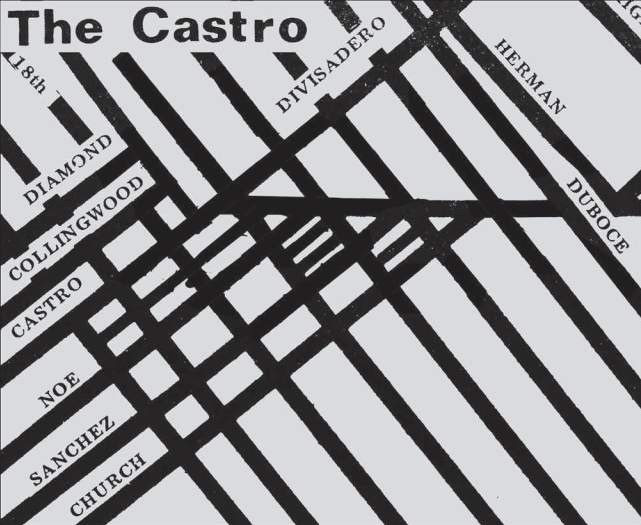 The Castro
18th
DIVISADERO
HERMAN
DIAMOND
COLLINGWOOD
DUBOCE
CASTRO
NOE
SANCHEZ
CHURCH